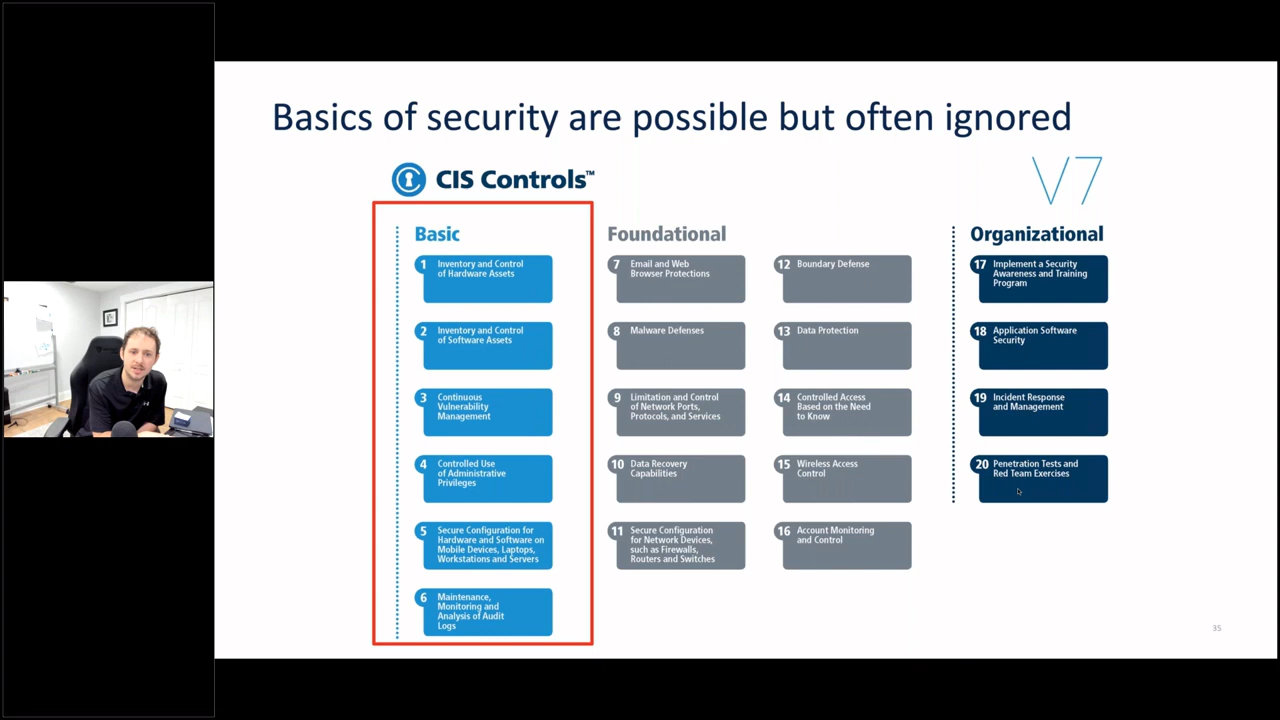 Basics of security are possible but often ignored
CIS Controls™
V7
Basic
1 Inventory and Control
of Hardware Assets
2 Inventory and Control
of Software Assets
3 Continuous
Vulnerability
Management
4 Controlled Use
of Administrative
Privileges
5 Secure Configuration for
Hardware and Software on
Mobile Devices, Laptops,
Workstations and Servers
6 Maintenance,
Monitoring and
Analysis of Audit
Logs
Foundational
7 Email and Web
Browser Protections
8 Malware Defenses
9 Limitation and Control
of Network Ports,
Protocols, and Services
10 Data Recovery
Capabilities
11 Secure Configuration
for Network Devices,
such as Firewalls,
Routers and Switches
12 Boundary Defense
13 Data Protection
14 Controlled Access
Based on the Need
to Know
15 Wireless Access
Control
16 Account Monitoring
and Control
Organizational
17 Implement a Security
Awareness and Training
Program
18 Application Software
Security
19 Incident Response
and Management
20 Penetration Tests and
Red Team Exercises
35